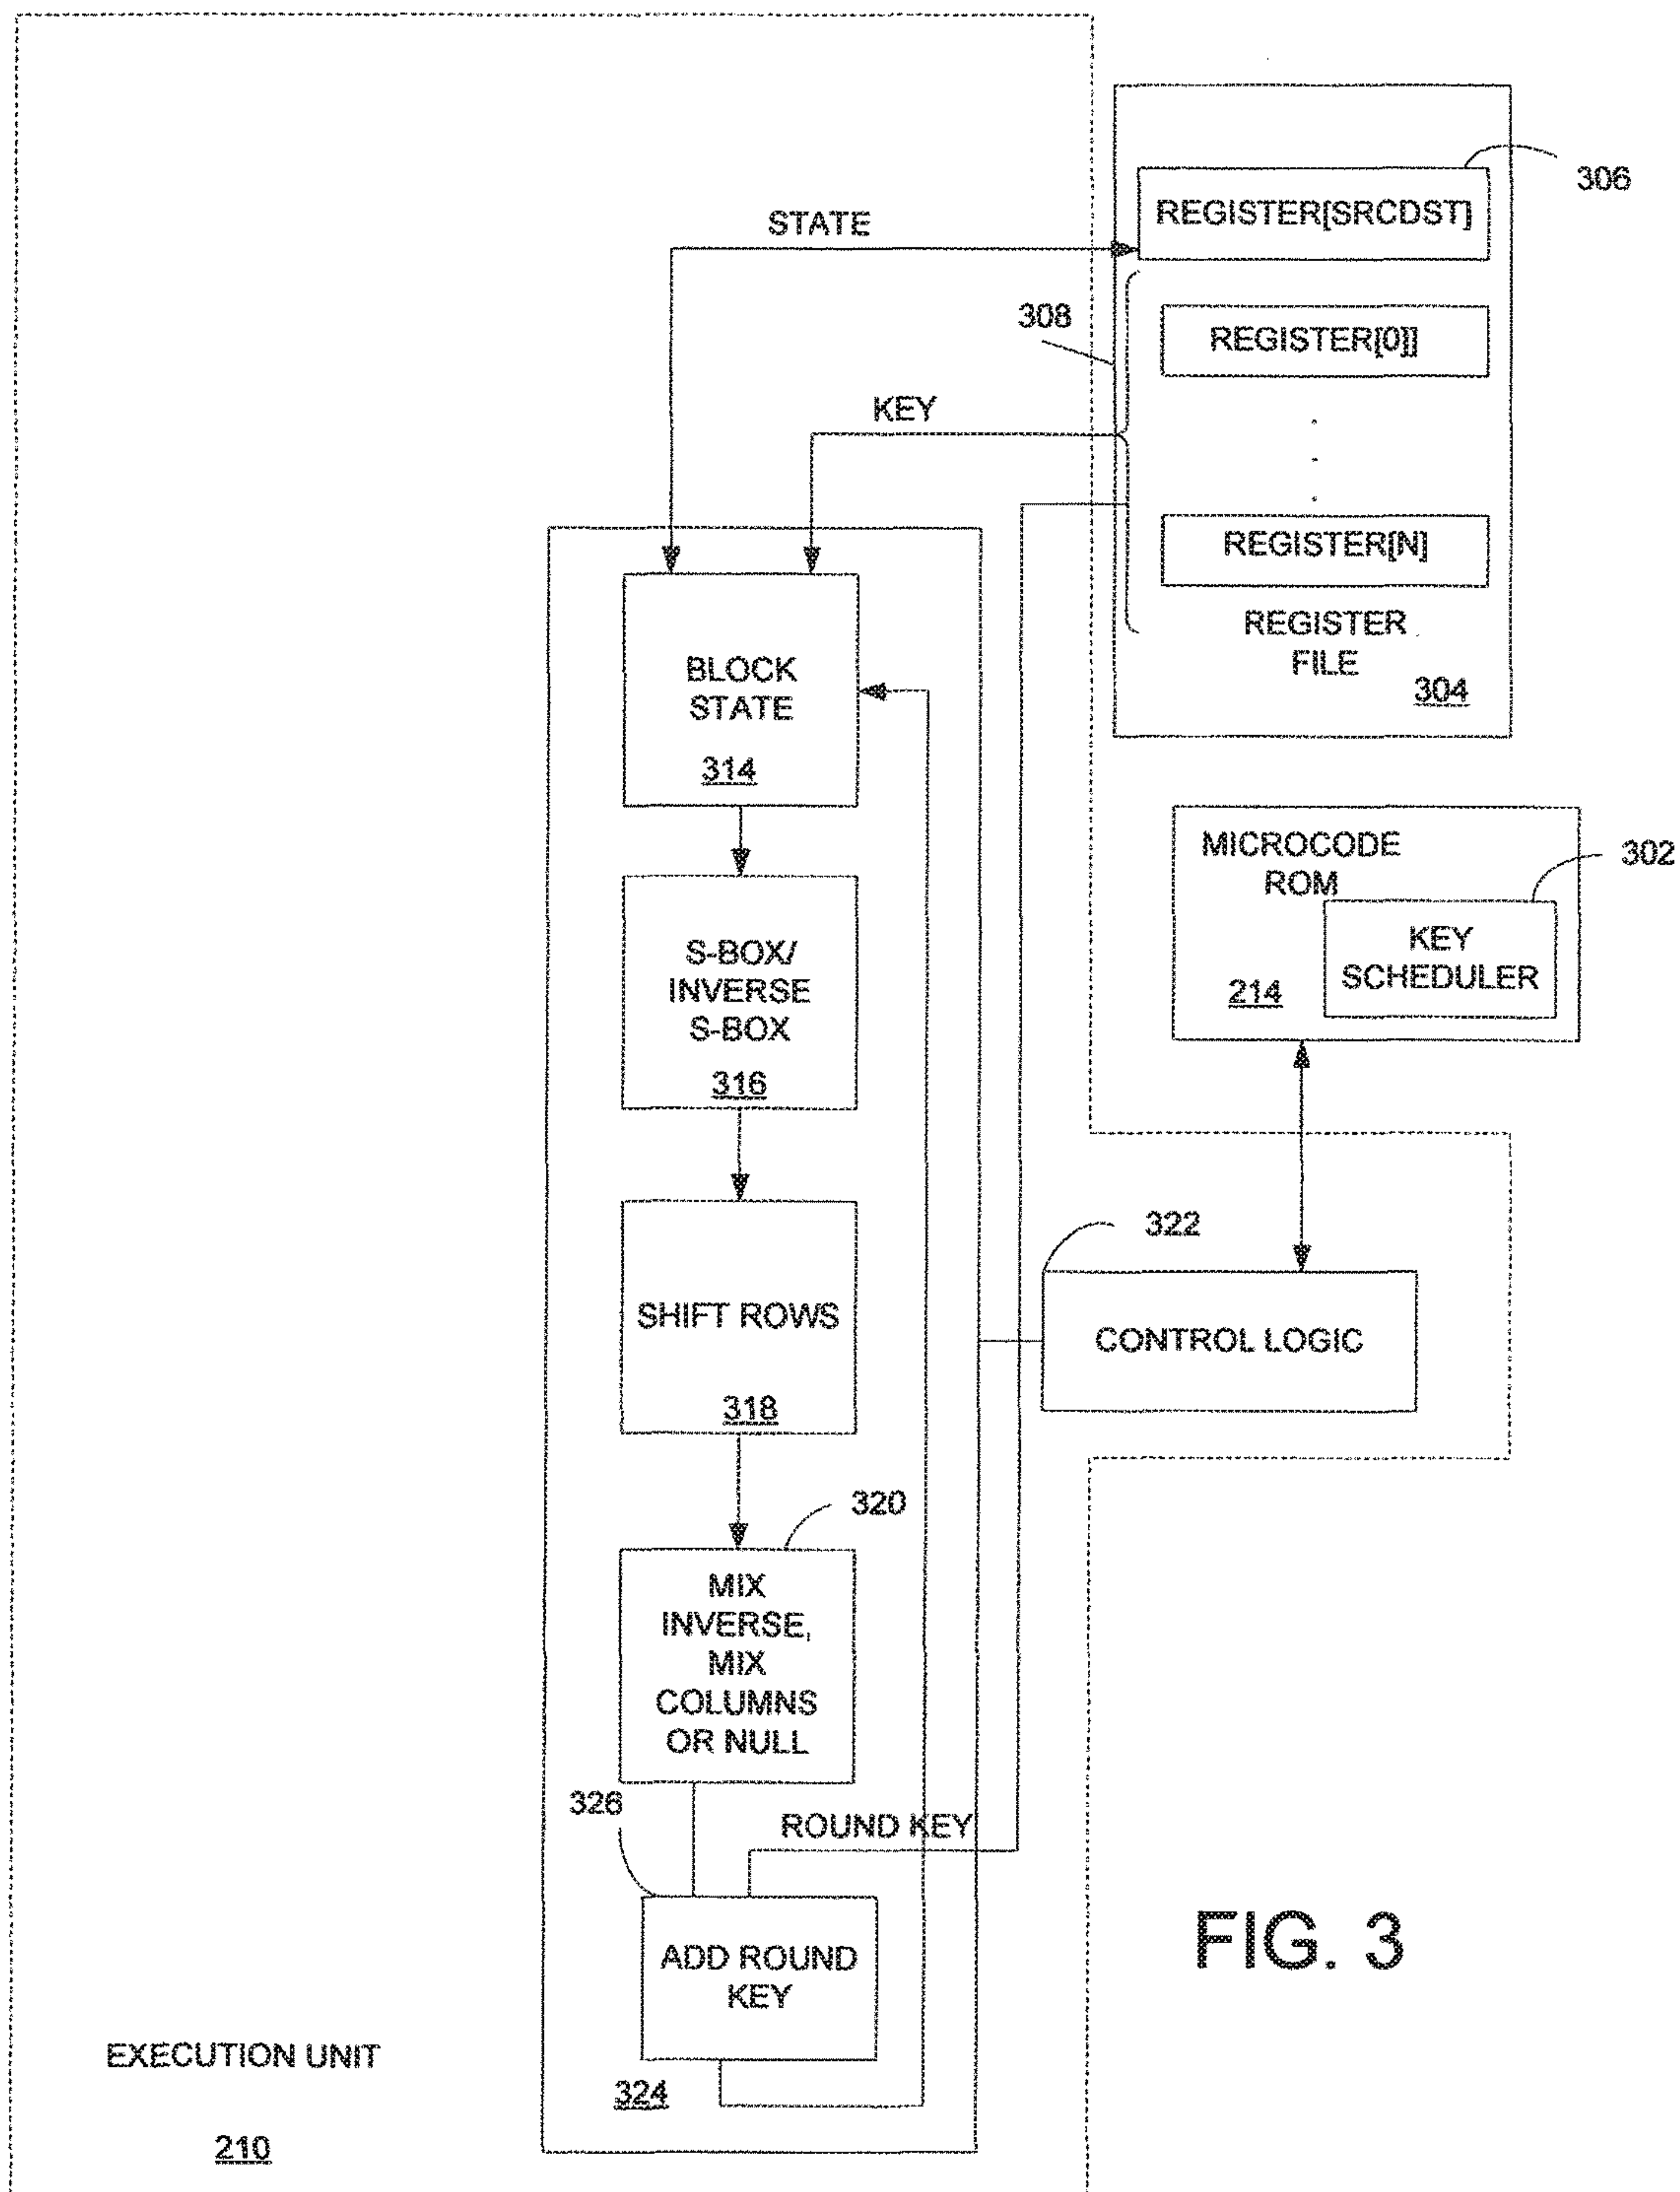 306
REGISTER[SRCDST]
STATE
308
REGISTER[0]]
KEY
REGISTER[N]
REGISTER
FILE
304
BLOCK
STATE
314
MICROCODE
ROM
302
KEY
SCHEDULER
214
S-BOX/
INVERSE
S-BOX
316
322
SHIFT ROWS
318
CONTROL LOGIC
320
MIX
INVERSE,
MIX
COLUMNS
OR NULL
326
ROUND KEY
ADD ROUND
KEY
324
FIG. 3
EXECUTION UNIT
210